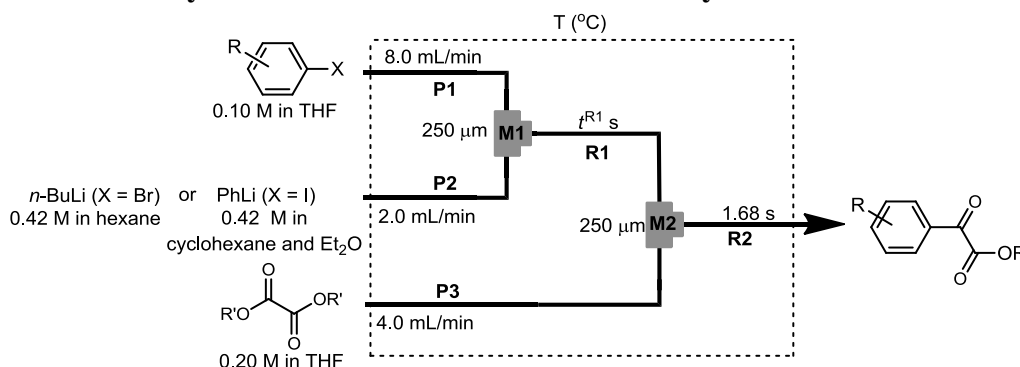 T (°C)
R
X
0.10 M in THF
8.0 mL/min
P1
250 μm
M1
tR1 s
R1
n-BuLi (X = Br) or PhLi (X = I)
0.42 M in hexane 0.42 M in
cyclohexane and Et2O
P2
2.0 mL/min
250 μm
M2
1.68 s
R2
R
O
O
O
R'O
OR'
O
0.20 M in THF
P3
4.0 mL/min